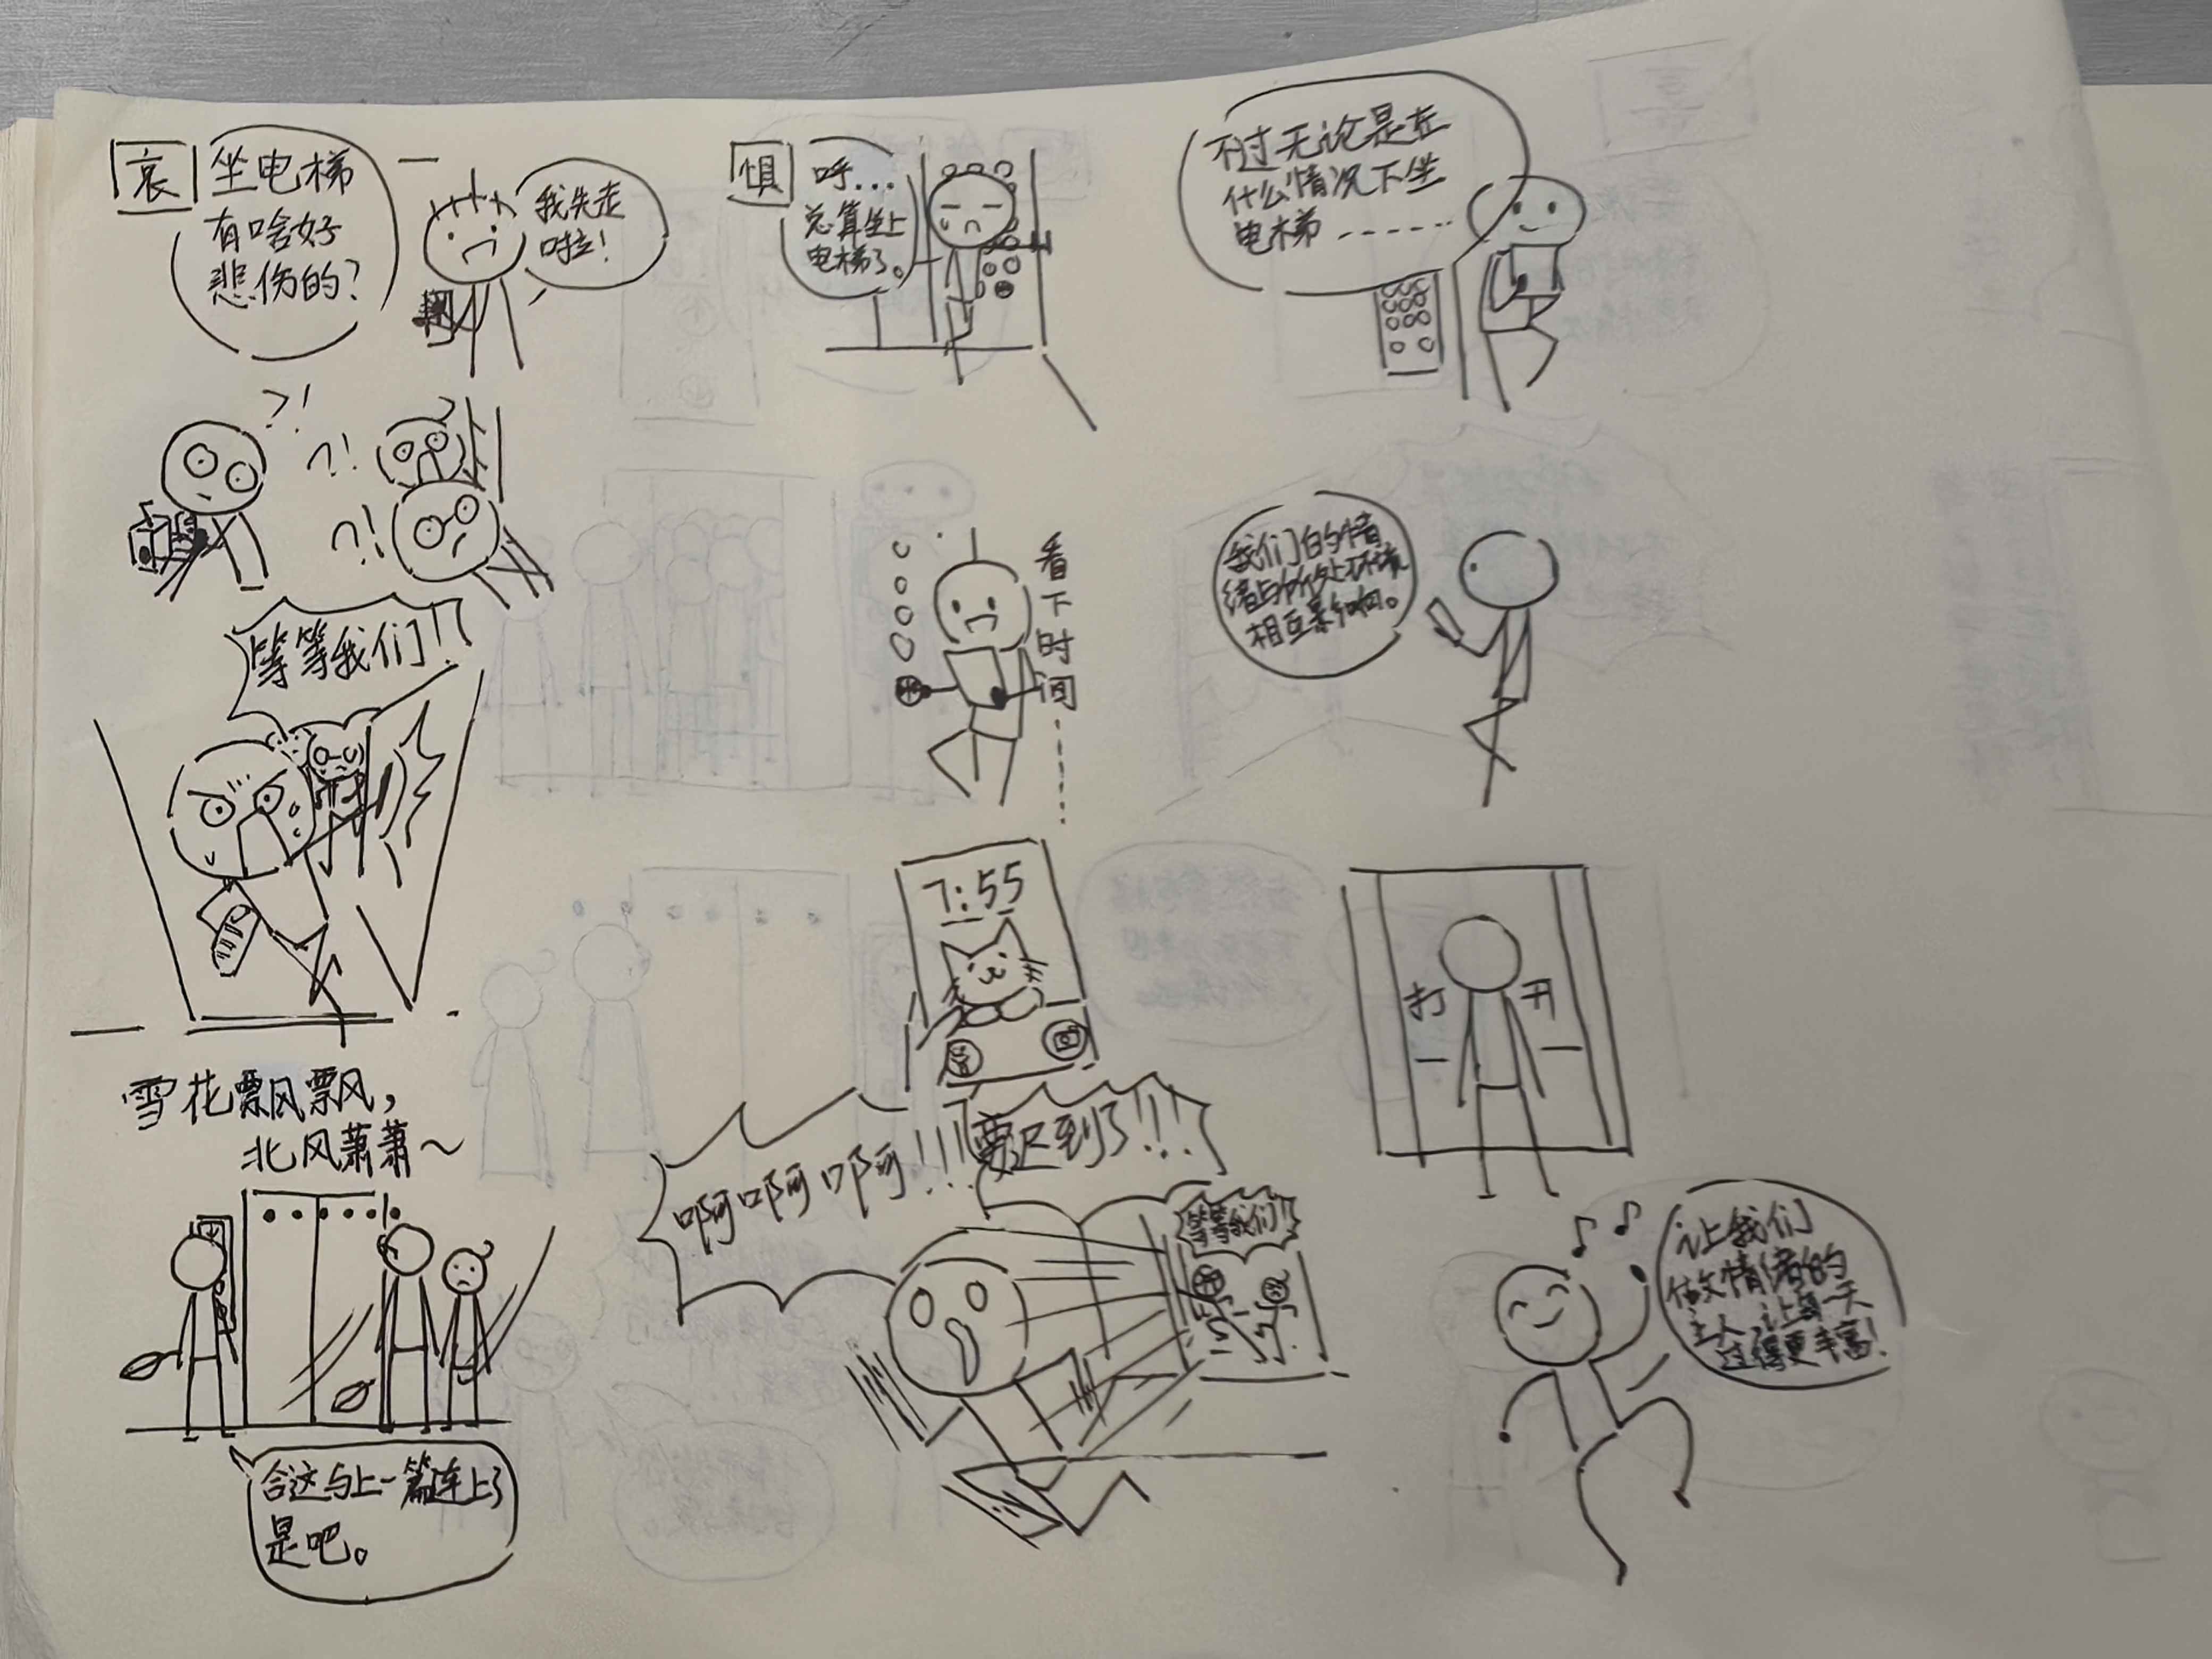 哀
坐电梯
有啥好
悲伤的？
我先走
啦！
?!
?!
?!
等等我们!!
雪花飘飘，
北风萧萧～
合这与上一篇连上了
是吧。
惧
呼...
总算坐上
电梯了。
看下时间......
7:55
啊啊啊!!!要迟到了!!!
等等我们!!
不过无论是在
什么情况下坐
电梯------
我们的情
绪与所处环境
相互影响。
打开
让我们
做情绪的
主人，让每一天
过得更丰富！